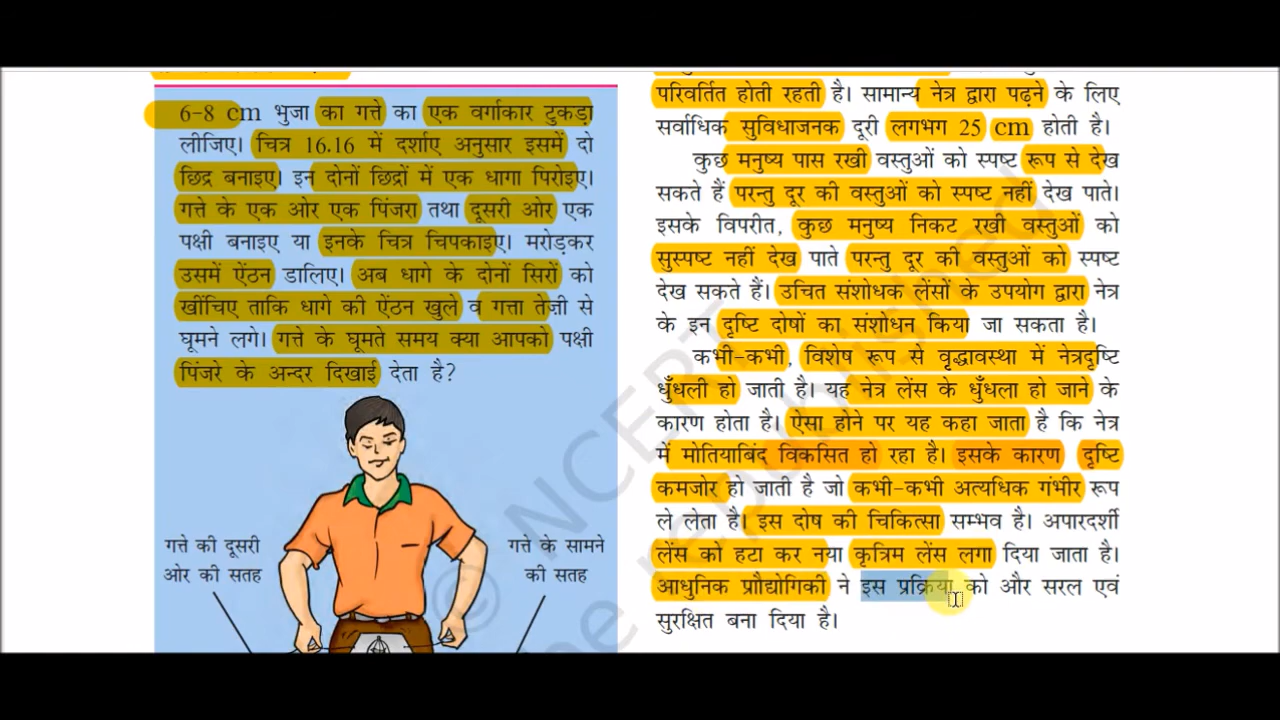 6-8 cm भुजा का गत्ते का एक वर्गाकार टुकड़ा
लीजिए। चित्र 16.16 में दर्शाए अनुसार इसमें दो
छिद्र बनाइए। इन दोनों छिद्रों में एक धागा पिरोइए।
गत्ते के एक ओर एक पिंजरा तथा दूसरी ओर एक
पक्षी बनाइए या इनके चित्र चिपकाइए। मरोड़कर
उसमें ऐंठन डालिए। अब धागे के दोनों सिरों को
खींचिए ताकि धागे की ऐंठन खुले व गत्ता तेज़ी से
घूमने लगे। गत्ते के घूमते समय क्या आपको पक्षी
पिंजरे के अन्दर दिखाई देता है?
गत्ते की दूसरी
ओर की सतह
गत्ते के सामने
की सतह
परिवर्तित होती रहती है। सामान्य नेत्र द्वारा पढ़ने के लिए
सर्वाधिक सुविधाजनक दूरी लगभग 25 cm होती है।
कुछ मनुष्य पास रखी वस्तुओं को स्पष्ट रूप से देख
सकते हैं परन्तु दूर की वस्तुओं को स्पष्ट नहीं देख पाते।
इसके विपरीत, कुछ मनुष्य निकट रखी वस्तुओं को
सुस्पष्ट नहीं देख पाते परन्तु दूर की वस्तुओं को स्पष्ट
देख सकते हैं। उचित संशोधक लेंसों के उपयोग द्वारा नेत्र
के इन दृष्टि दोषों का संशोधन किया जा सकता है।
कभी-कभी, विशेष रूप से वृद्धावस्था में नेत्रदृष्टि
धुँधली हो जाती है। यह नेत्र लेंस के धुँधला हो जाने के
कारण होता है। ऐसा होने पर यह कहा जाता है कि नेत्र
में मोतियाबिंद विकसित हो रहा है। इसके कारण दृष्टि
कमजोर हो जाती है जो कभी-कभी अत्यधिक गंभीर रूप
ले लेता है। इस दोष की चिकित्सा सम्भव है। अपारदर्शी
लेंस को हटा कर नया कृत्रिम लेंस लगा दिया जाता है।
आधुनिक प्रौद्योगिकी ने इस प्रक्रिया को और सरल एवं
सुरक्षित बना दिया है।
© NCERT
be republished